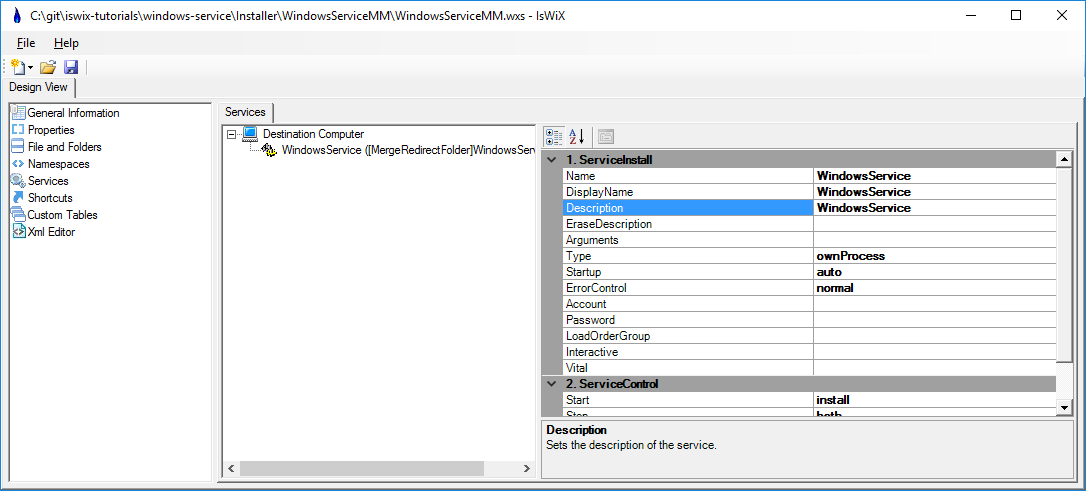 C:\git\iswix-tutorials\windows-service\Installer\WindowsServiceMM\WindowsServiceMM.wxs - IsWiX
File Help
Design View
General Information
Properties
File and Folders
Namespaces
Services
Shortcuts
Custom Tables
Xml Editor
Services
Destination Computer
WindowsService ([MergeRedirectFolder]WindowsSer
1. ServiceInstall
Name WindowsService
DisplayName WindowsService
Description WindowsService
EraseDescription
Arguments
Type ownProcess
Startup auto
ErrorControl normal
Account
Password
LoadOrderGroup
Interactive
Vital
2. ServiceControl
Start install
Stop both
Description
Sets the description of the service.